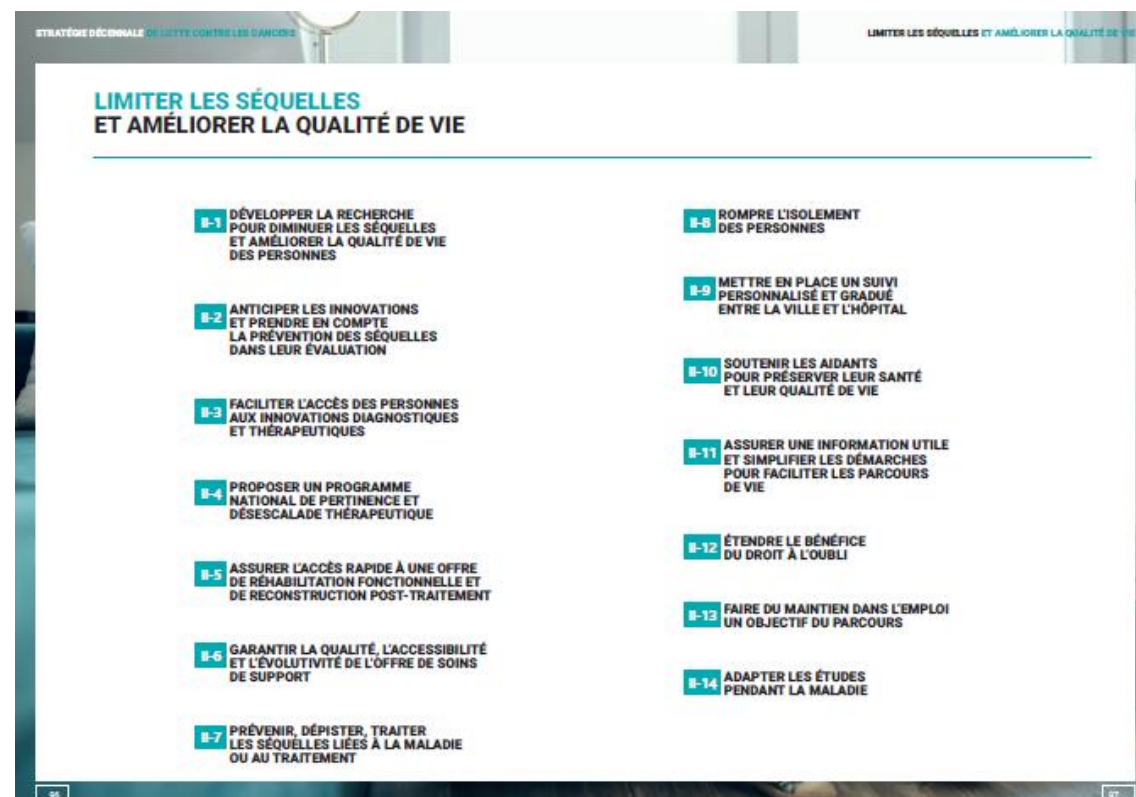 STRATÉGIE DÉCENNALE DE LUTTE CONTRE LES CANCERS
LIMITER LES SÉQUELLES ET AMÉLIORER LA QUALITÉ DE VIE
LIMITER LES SÉQUELLES
ET AMÉLIORER LA QUALITÉ DE VIE
II-1 DÉVELOPPER LA RECHERCHE
POUR DIMINUER LES SÉQUELLES
ET AMÉLIORER LA QUALITÉ DE VIE
DES PERSONNES
II-2 ANTICIPER LES INNOVATIONS
ET PRENDRE EN COMPTE
LA PRÉVENTION DES SÉQUELLES
DANS LEUR ÉVALUATION
II-3 FACILITER L'ACCÈS DES PERSONNES
AUX INNOVATIONS DIAGNOSTIQUES
ET THÉRAPEUTIQUES
II-4 PROPOSER UN PROGRAMME
NATIONAL DE PERTINENCE ET
DÉSESCALADE THÉRAPEUTIQUE
II-5 ASSURER L'ACCÈS RAPIDE À UNE OFFRE
DE RÉHABILITATION FONCTIONNELLE ET
DE RECONSTRUCTION POST-TRAITEMENT
II-6 GARANTIR LA QUALITÉ, L'ACCESSIBILITÉ
ET L'ÉVOLUTIVITÉ DE L'OFFRE DE SOINS
DE SUPPORT
II-7 PRÉVENIR, DÉPISTER, TRAITER
LES SÉQUELLES LIÉES À LA MALADIE
OU AU TRAITEMENT
II-8 ROMPRE L'ISOLEMENT
DES PERSONNES
II-9 METTRE EN PLACE UN SUIVI
PERSONNALISÉ ET GRADUÉ
ENTRE LA VILLE ET L'HÔPITAL
II-10 SOUTENIR LES AIDANTS
POUR PRÉSERVER LEUR SANTÉ
ET LEUR QUALITÉ DE VIE
II-11 ASSURER UNE INFORMATION UTILE
ET SIMPLIFIER LES DÉMARCHES
POUR FACILITER LES PARCOURS
DE VIE
II-12 ÉTENDRE LE BÉNÉFICE
DU DROIT À L'OUBLI
II-13 FAIRE DU MAINTIEN DANS L'EMPLOI
UN OBJECTIF DU PARCOURS
II-14 ADAPTER LES ÉTUDES
PENDANT LA MALADIE